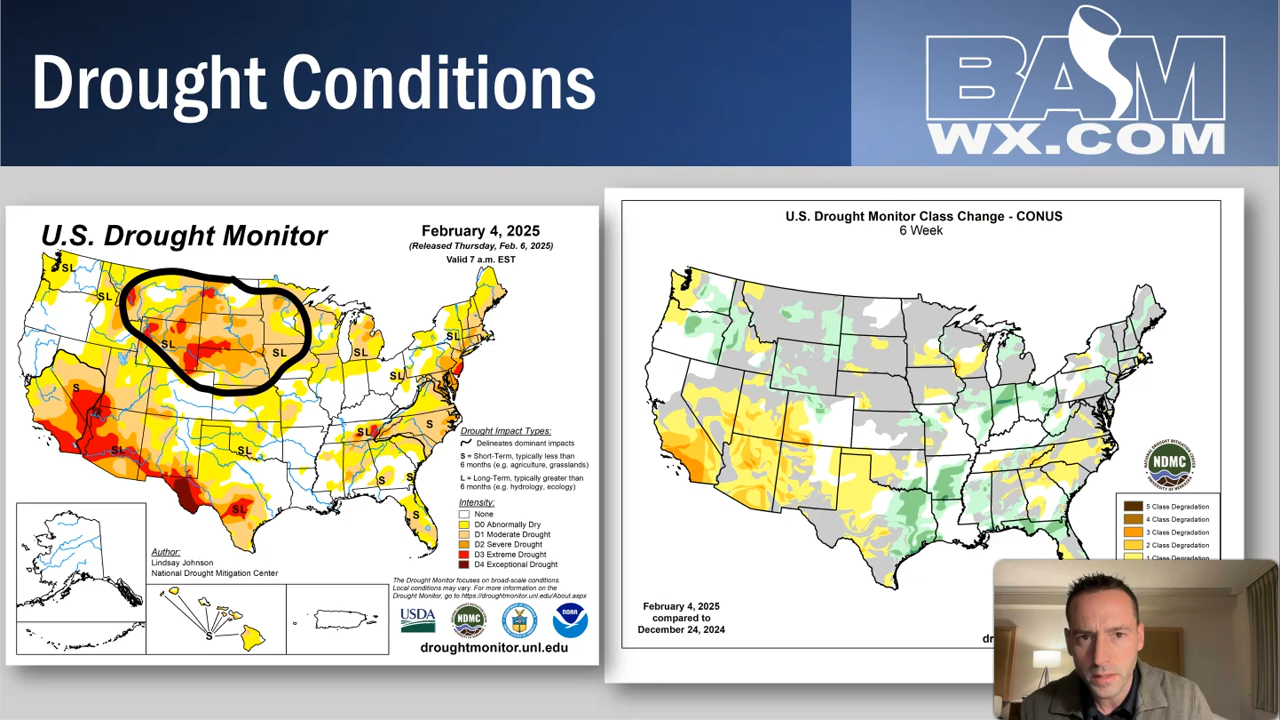 Drought Conditions
BAM
WX.COM
U.S. Drought Monitor
February 4, 2025
(Released Thursday, Feb. 6, 2025)
Valid 7 a.m. EST
SL
SL
SL
SL
SL
SL
SL
S
SL
SL
SL
S
S
S
S
SL
Drought Impact Types:
Delineates dominant impacts
S = Short-Term, typically less than
6 months (e.g. agriculture, grasslands)
L = Long-Term, typically greater than
6 months (e.g. hydrology, ecology)
Intensity:
None
D0 Abnormally Dry
D1 Moderate Drought
D2 Severe Drought
D3 Extreme Drought
D4 Exceptional Drought
Author:
Lindsay Johnson
National Drought Mitigation Center
S
The Drought Monitor focuses on broad-scale conditions.
Local conditions may vary. For more information on the
Drought Monitor, go to https://droughtmonitor.unl.edu/About.aspx
USDA
NDMC
NOAA
droughtmonitor.unl.edu
U.S. Drought Monitor Class Change - CONUS
6 Week
NDMC
5 Class Degradation
4 Class Degradation
3 Class Degradation
2 Class Degradation
1 Class Degradation
February 4, 2025
compared to
December 24, 2024